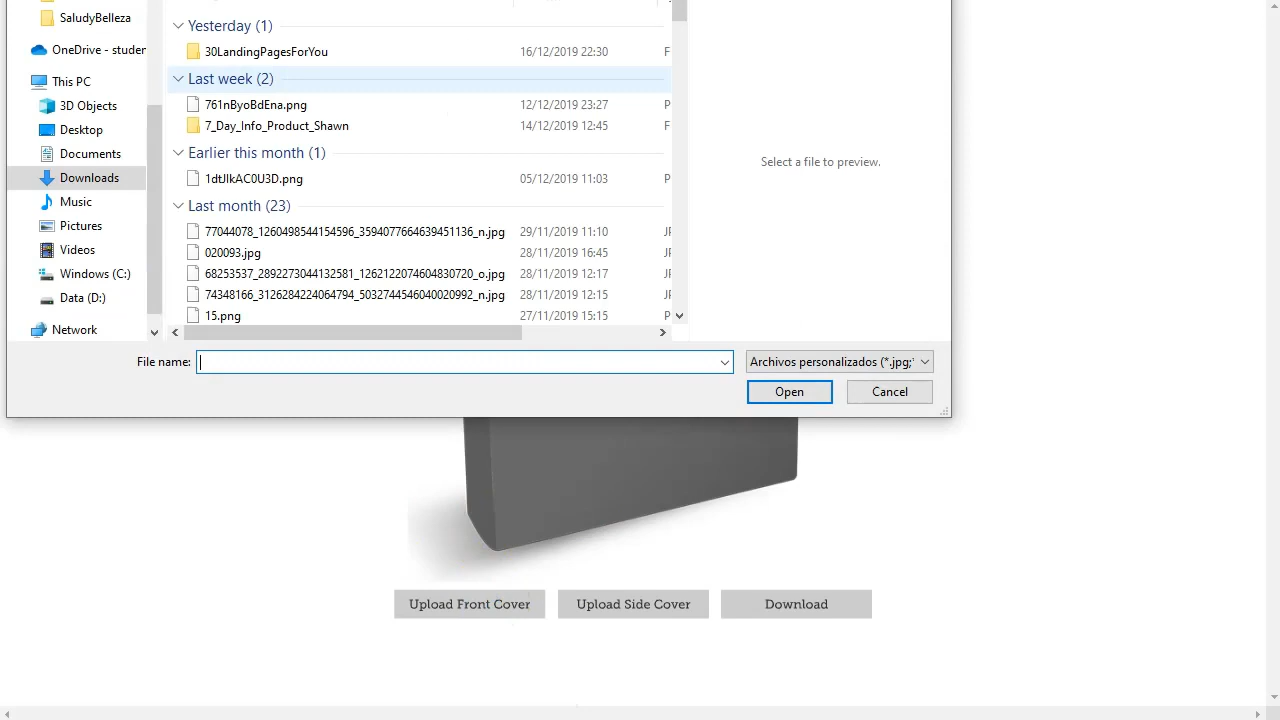 SaludyBelleza
OneDrive - studer
This PC
3D Objects
Desktop
Documents
Downloads
Music
Pictures
Videos
Windows (C:)
Data (D:)
Network
Yesterday (1)
30LandingPagesForYou 16/12/2019 22:30 F
Last week (2)
761nByoBdEna.png 12/12/2019 23:27 P
7_Day_Info_Product_Shawn 14/12/2019 12:45 F
Earlier this month (1)
1dtJlkAC0U3D.png 05/12/2019 11:03 P
Last month (23)
77044078_1260498544154596_3594077664639451136_n.jpg 29/11/2019 11:10 JP
020093.jpg 28/11/2019 16:45 JP
68253537_2892273044132581_1262122074604830720_o.jpg 28/11/2019 12:17 JP
74348166_3126284224064794_5032744546040020992_n.jpg 28/11/2019 12:15 JP
15.png 27/11/2019 15:15 P
Select a file to preview.
File name:
Archivos personalizados (*.jpg;*
Open
Cancel
Upload Front Cover
Upload Side Cover
Download